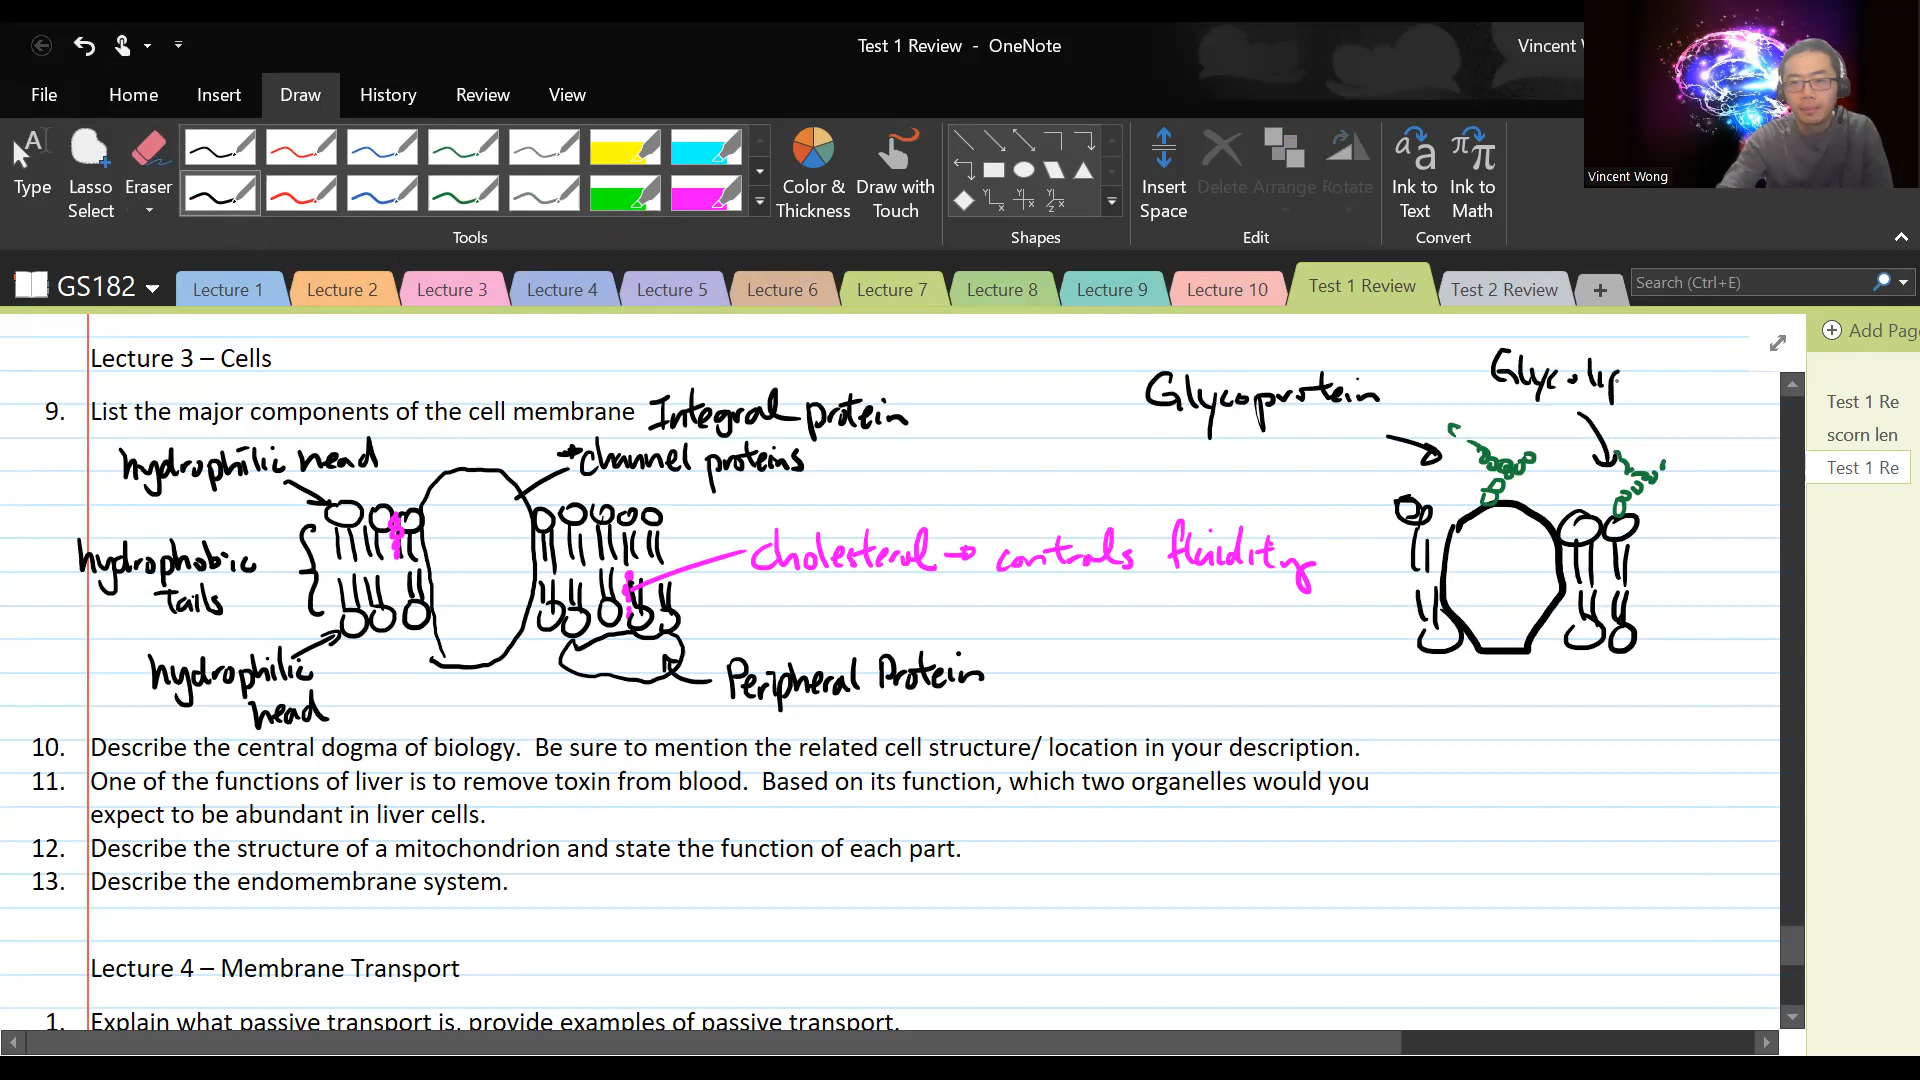 Test 1 Review - OneNote
Vincent W
File Home Insert Draw History Review View
Type Lasso Select Eraser
Color & Thickness
Draw with Touch
Insert Space
Delete Arrange Rotate
Ink to Text
Ink to Math
Tools Shapes Edit Convert
Vincent Wong
GS182 Lecture 1 Lecture 2 Lecture 3 Lecture 4 Lecture 5 Lecture 6 Lecture 7 Lecture 8 Lecture 9 Lecture 10 Test 1 Review Test 2 Review + Search (Ctrl+E)
Add Pag
Test 1 Re
scorn len
Test 1 Re
Lecture 3 – Cells
9. List the major components of the cell membrane
Integral protein
→ channel proteins
Glycoprotein
Glycolip
hydrophilic head
hydrophobic
tails
hydrophilic
head
cholesterol → controls fluidity
Peripheral Protein
10. Describe the central dogma of biology. Be sure to mention the related cell structure/ location in your description.
11. One of the functions of liver is to remove toxin from blood. Based on its function, which two organelles would you
expect to be abundant in liver cells.
12. Describe the structure of a mitochondrion and state the function of each part.
13. Describe the endomembrane system.
Lecture 4 – Membrane Transport
1. Explain what passive transport is, provide examples of passive transport.